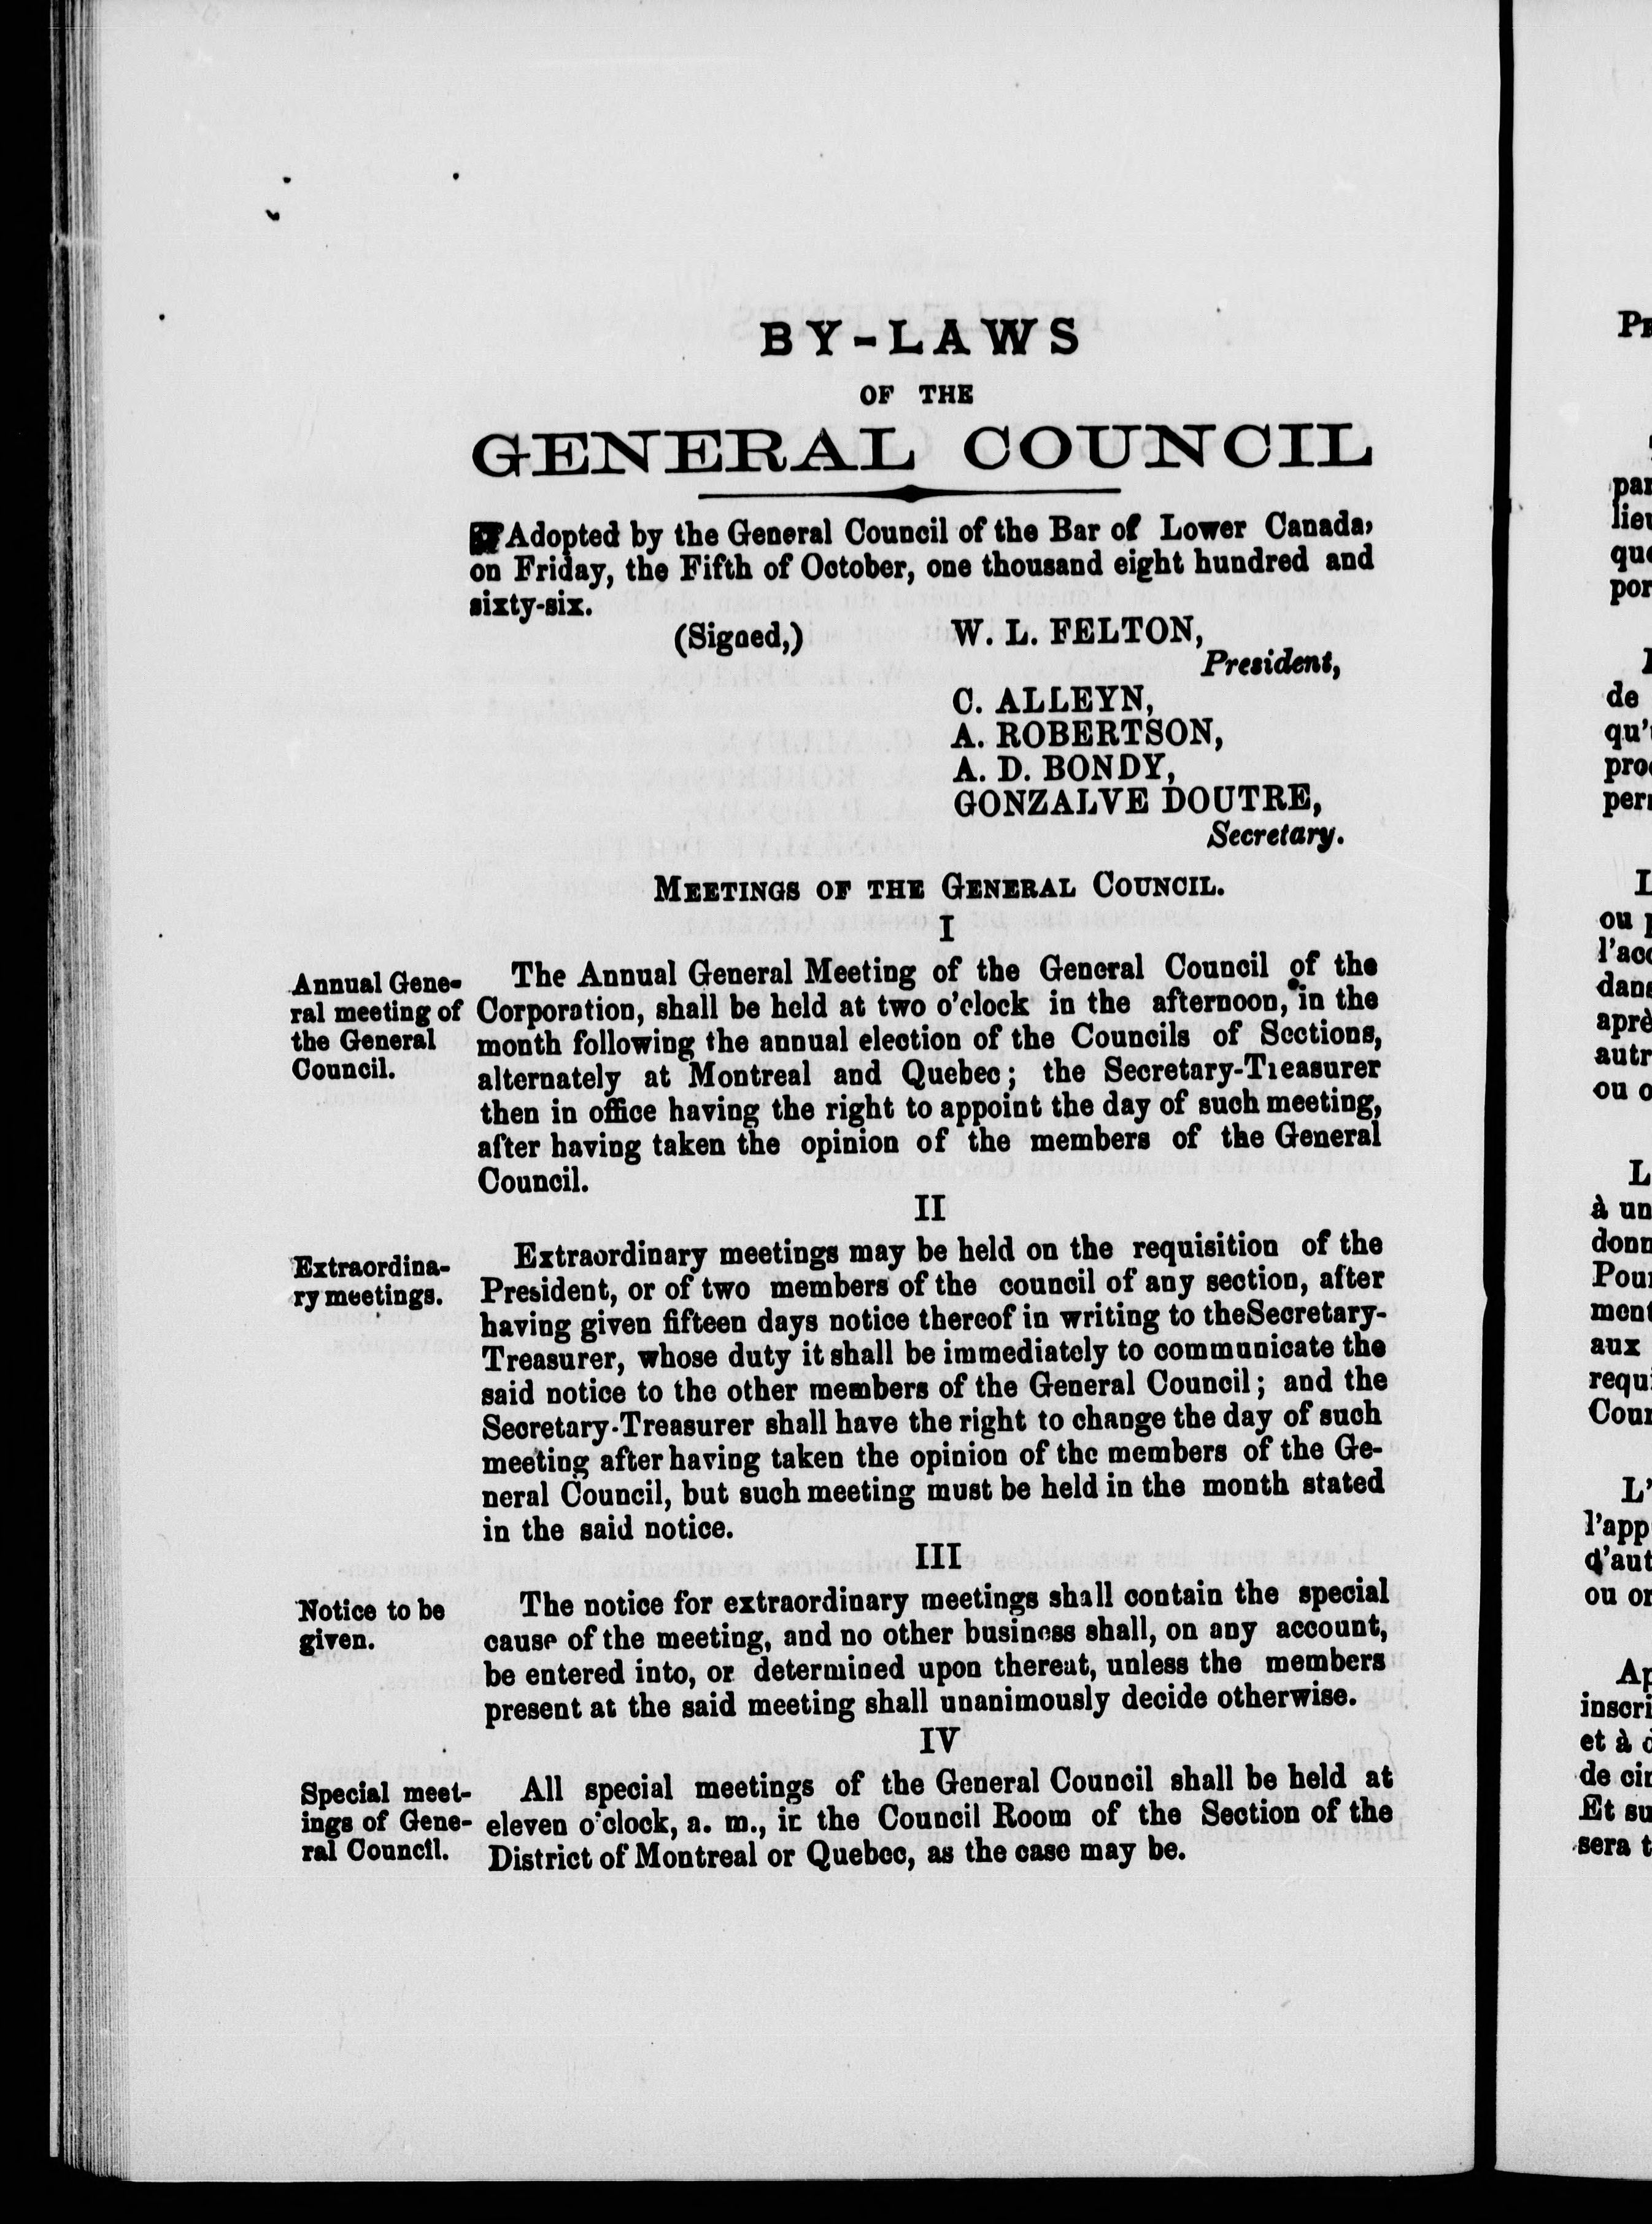 BY-LAWS
OF THE
GENERAL COUNCIL
Adopted by the General Council of the Bar of Lower Canada,
on Friday, the Fifth of October, one thousand eight hundred and
sixty-six.
(Signed,) W. L. FELTON,
President,
C. ALLEYN,
A. ROBERTSON,
A. D. BONDY,
GONZALVE DOUTRE,
Secretary.
MEETINGS OF THE GENERAL COUNCIL.
I
Annual Gene-
ral meeting of
the General
Council.
The Annual General Meeting of the General Council of the
Corporation, shall be held at two o'clock in the afternoon, in the
month following the annual election of the Councils of Sections,
alternately at Montreal and Quebec; the Secretary-Treasurer
then in office having the right to appoint the day of such meeting,
after having taken the opinion of the members of the General
Council.
II
Extraordina-
ry meetings.
Extraordinary meetings may be held on the requisition of the
President, or of two members of the council of any section, after
having given fifteen days notice thereof in writing to theSecretary-
Treasurer, whose duty it shall be immediately to communicate the
said notice to the other members of the General Council; and the
Secretary-Treasurer shall have the right to change the day of such
meeting after having taken the opinion of the members of the Ge-
neral Council, but such meeting must be held in the month stated
in the said notice.
III
Notice to be
given.
The notice for extraordinary meetings shall contain the special
cause of the meeting, and no other business shall, on any account,
be entered into, or determined upon thereat, unless the members
present at the said meeting shall unanimously decide otherwise.
IV
Special meet-
ings of Gene-
ral Council.
All special meetings of the General Council shall be held at
eleven o'clock, a. m., in the Council Room of the Section of the
District of Montreal or Quebec, as the case may be.
de
qu'
L
ou
à un
L'
d'aut
et à
sera